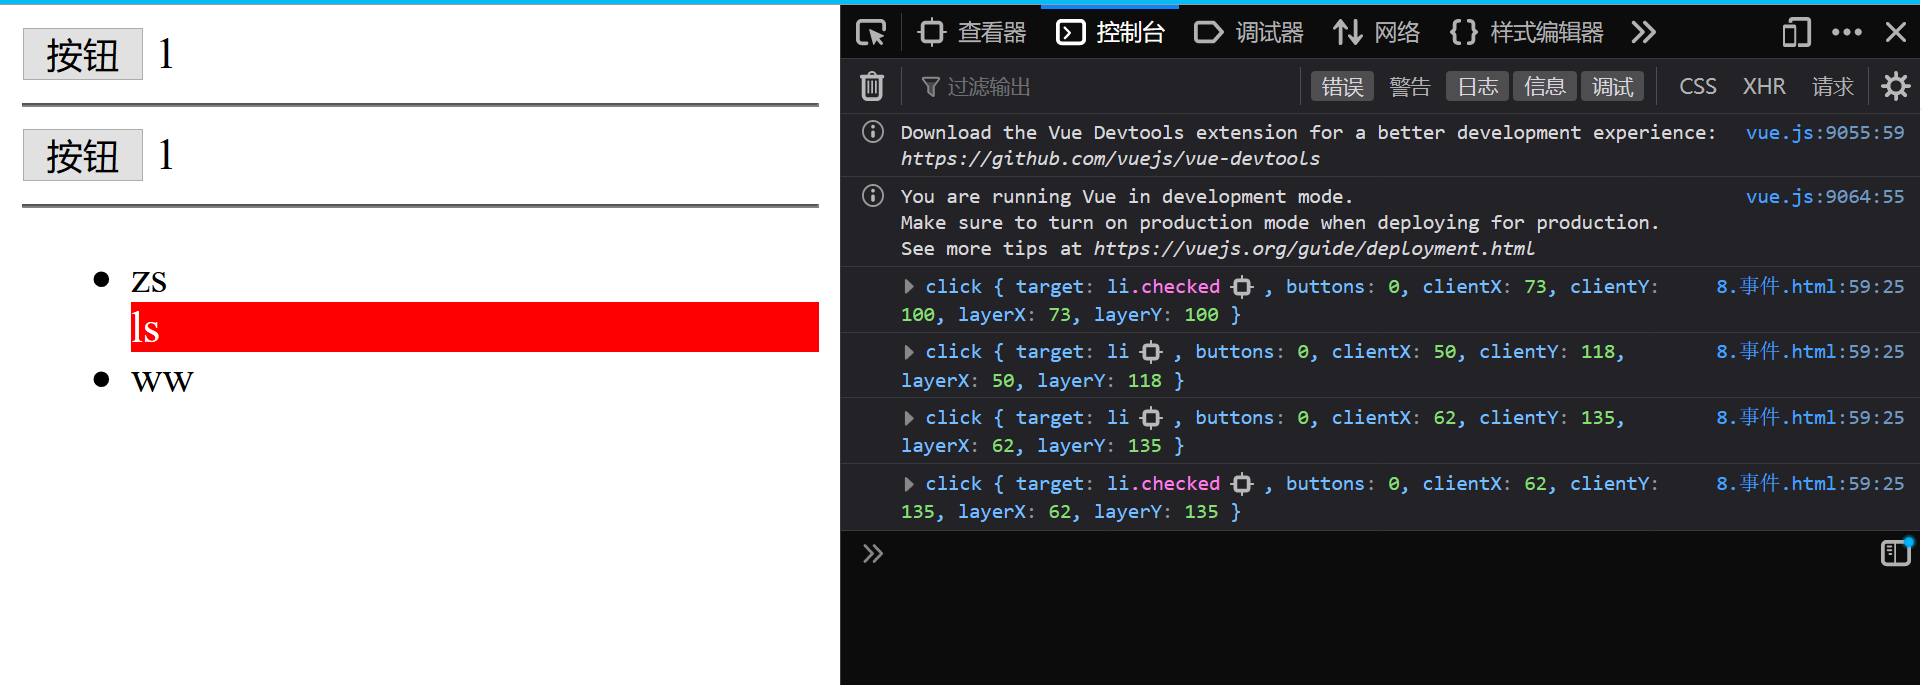 按钮 1
按钮 1
zs
ls
ww
查看器 控制台 调试器 网络 {} 样式编辑器
过滤输出 错误 警告 日志 信息 调试 CSS XHR 请求
Download the Vue Devtools extension for a better development experience: vue.js:9055:59
https://github.com/vuejs/vue-devtools
You are running Vue in development mode. vue.js:9064:55
Make sure to turn on production mode when deploying for production.
See more tips at https://vuejs.org/guide/deployment.html
click { target: li.checked , buttons: 0, clientX: 73, clientY: 8.事件.html:59:25
100, layerX: 73, layerY: 100 }
click { target: li , buttons: 0, clientX: 50, clientY: 118, 8.事件.html:59:25
layerX: 50, layerY: 118 }
click { target: li , buttons: 0, clientX: 62, clientY: 135, 8.事件.html:59:25
layerX: 62, layerY: 135 }
click { target: li.checked , buttons: 0, clientX: 62, clientY: 8.事件.html:59:25
135, layerX: 62, layerY: 135 }